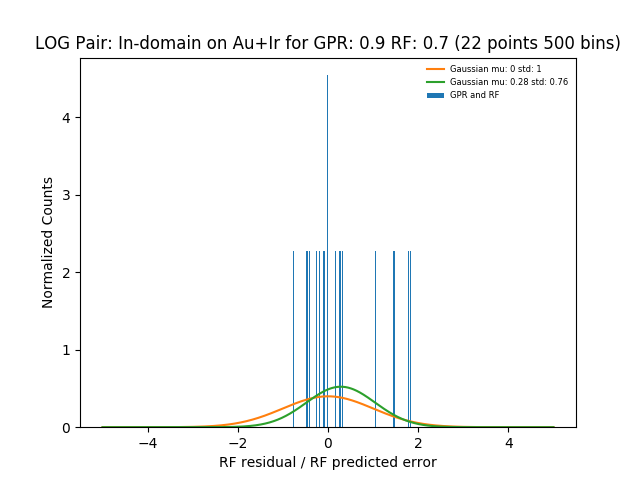 LOG Pair: In-domain on Au+Ir for GPR: 0.9 RF: 0.7 (22 points 500 bins)
Gaussian mu: 0 std: 1
Gaussian mu: 0.28 std: 0.76
GPR and RF
Normalized Counts
4
3
2
1
0
−4 −2 0 2 4
RF residual / RF predicted error